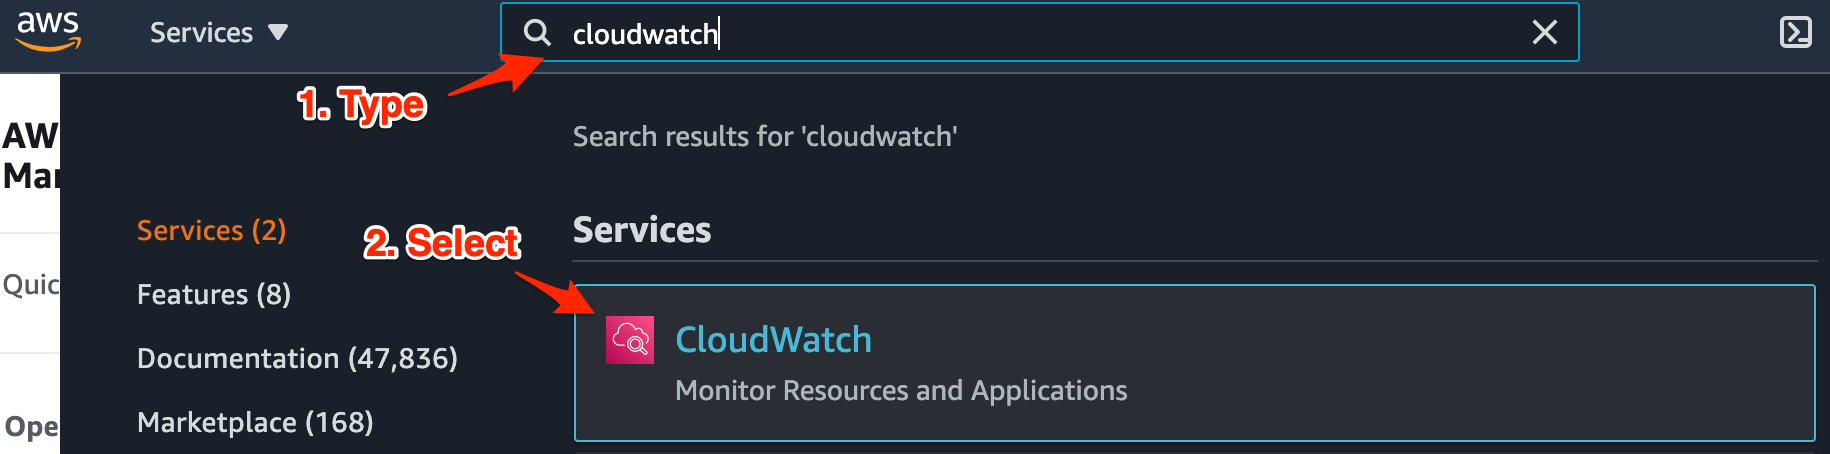 aws
Services
cloudwatch
1. Type
AW
Mar
Search results for 'cloudwatch'
Services (2)
2. Select
Services
Quic
Features (8)
CloudWatch
Documentation (47,836)
Monitor Resources and Applications
Ope
Marketplace (168)